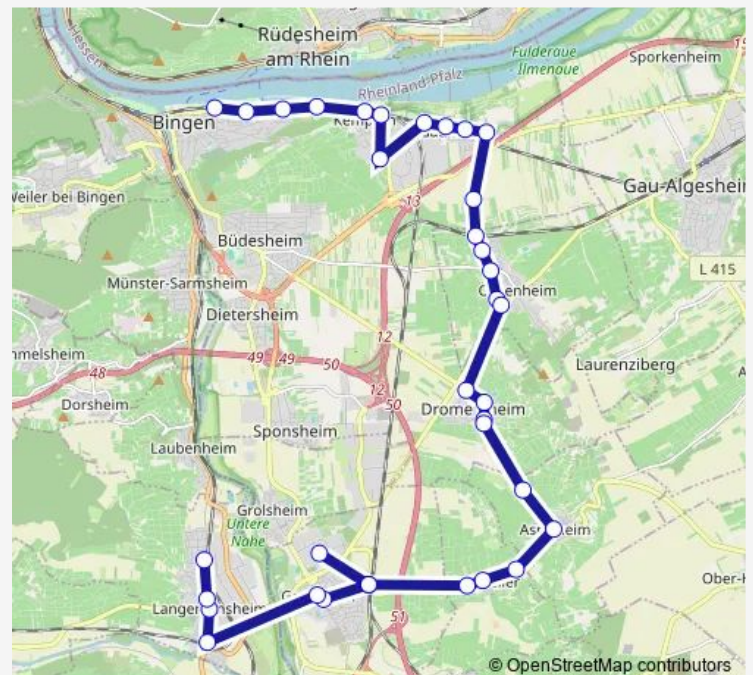 Hessen
Rüdesheim
am Rhein
Fulderaue
- Ilmenaue
Sporkenheim
Rheinland-Pfalz
Bingen
Gau-Algesheim
Weiler bei Bingen
13
L 415
Büdesheim
Münster-Sarmsheim
Dietersheim
12
Laurenziberg
49
49
50
48
12
50
Dorsheim
Sponsheim
Laubenheim
Grolsheim
Untere
Nahe
Ober-H
51
© OpenStreetMap contributors